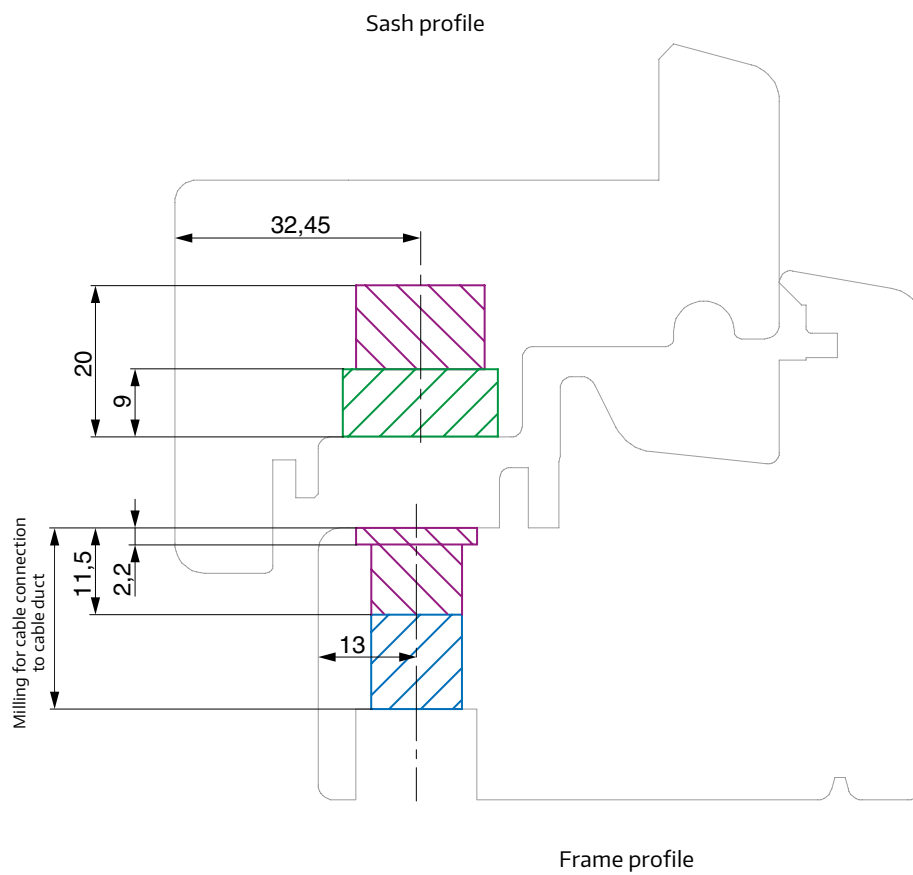 Sash profile
32,45
20
9
Milling for cable connection
to cable duct
11,5
2,2
13
Frame profile